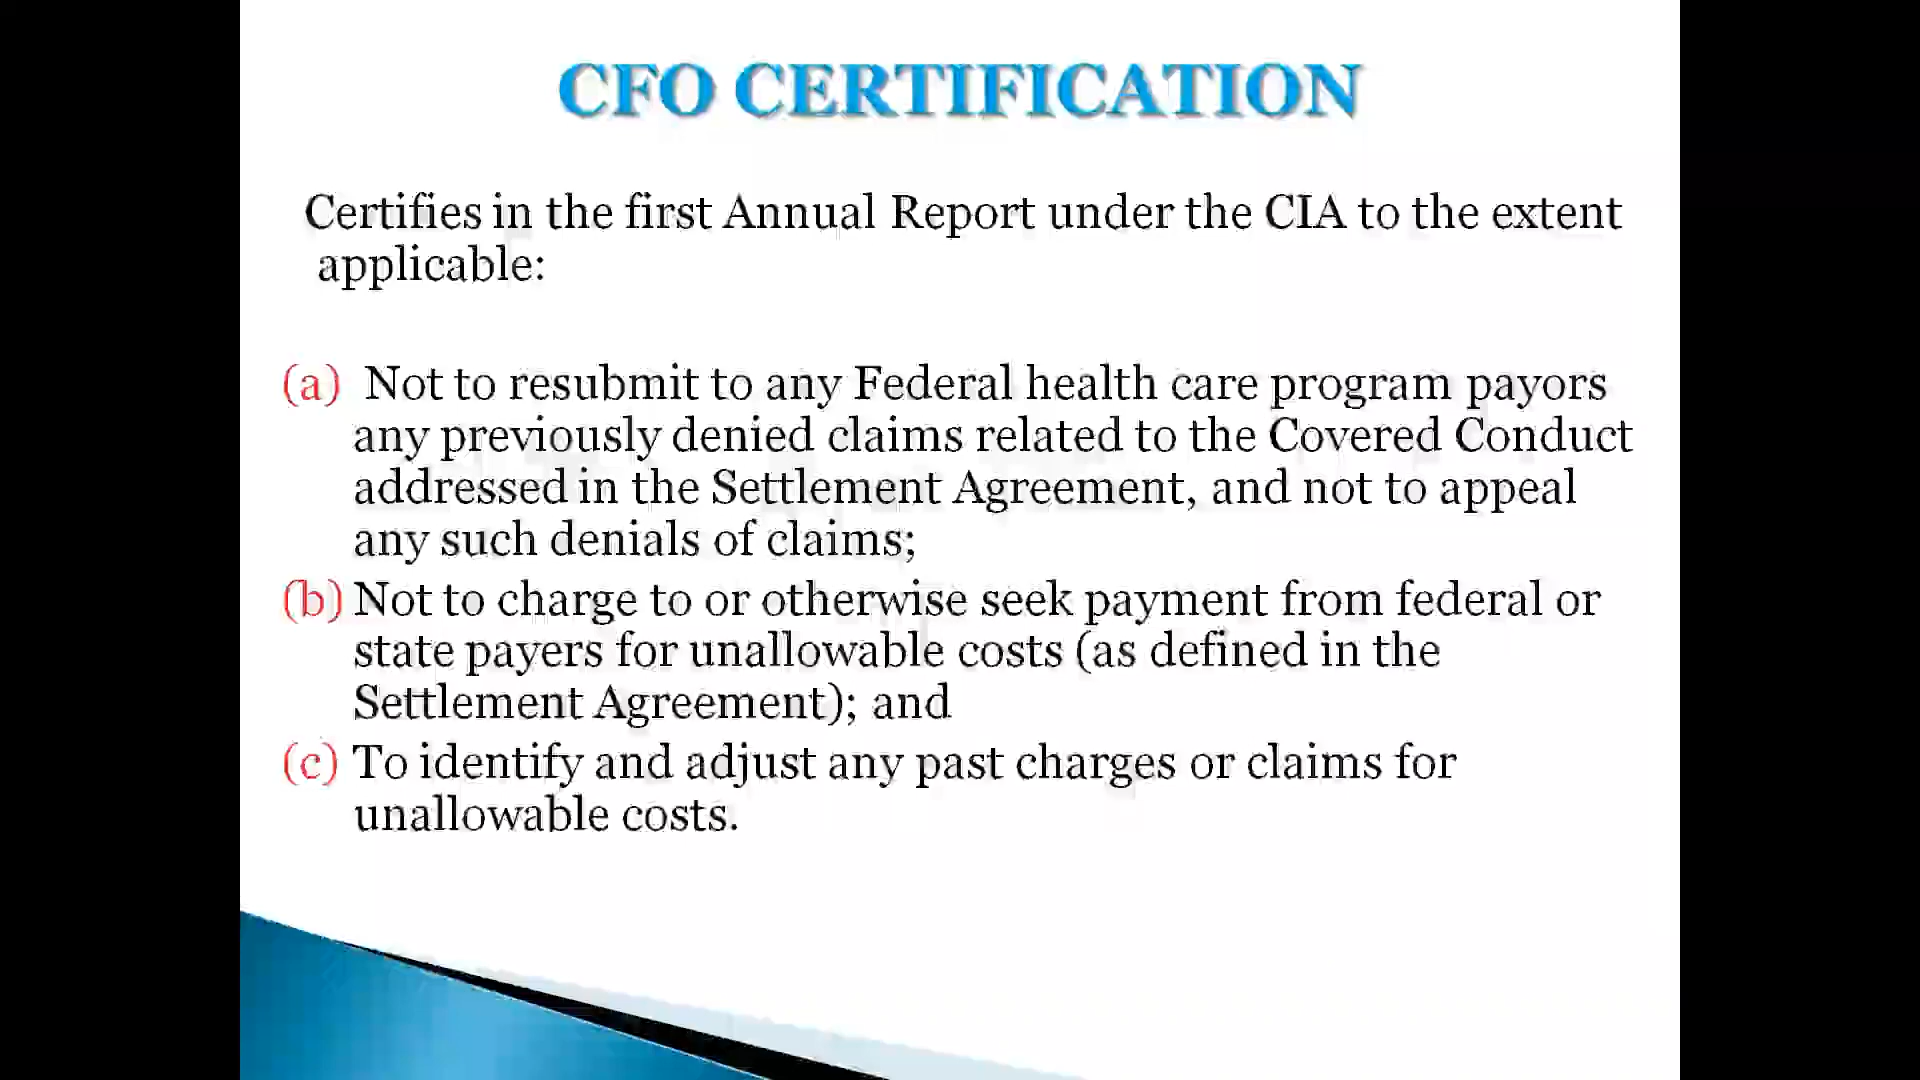 CFO CERTIFICATION
Certifies in the first Annual Report under the CIA to the extent
applicable:
(a) Not to resubmit to any Federal health care program payors
any previously denied claims related to the Covered Conduct
addressed in the Settlement Agreement, and not to appeal
any such denials of claims;
(b) Not to charge to or otherwise seek payment from federal or
state payers for unallowable costs (as defined in the
Settlement Agreement); and
(c) To identify and adjust any past charges or claims for
unallowable costs.